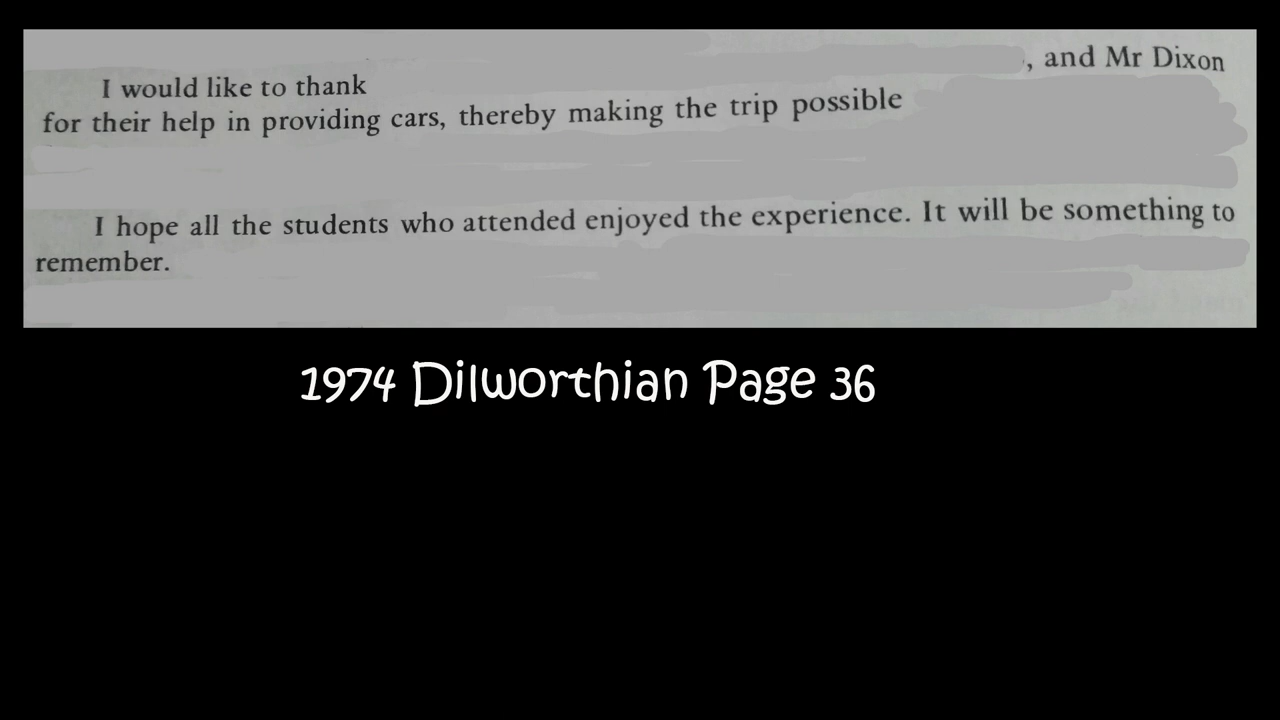 I would like to thank , and Mr Dixon
for their help in providing cars, thereby making the trip possible
I hope all the students who attended enjoyed the experience. It will be something to
remember.
1974 Dilworthian Page 36